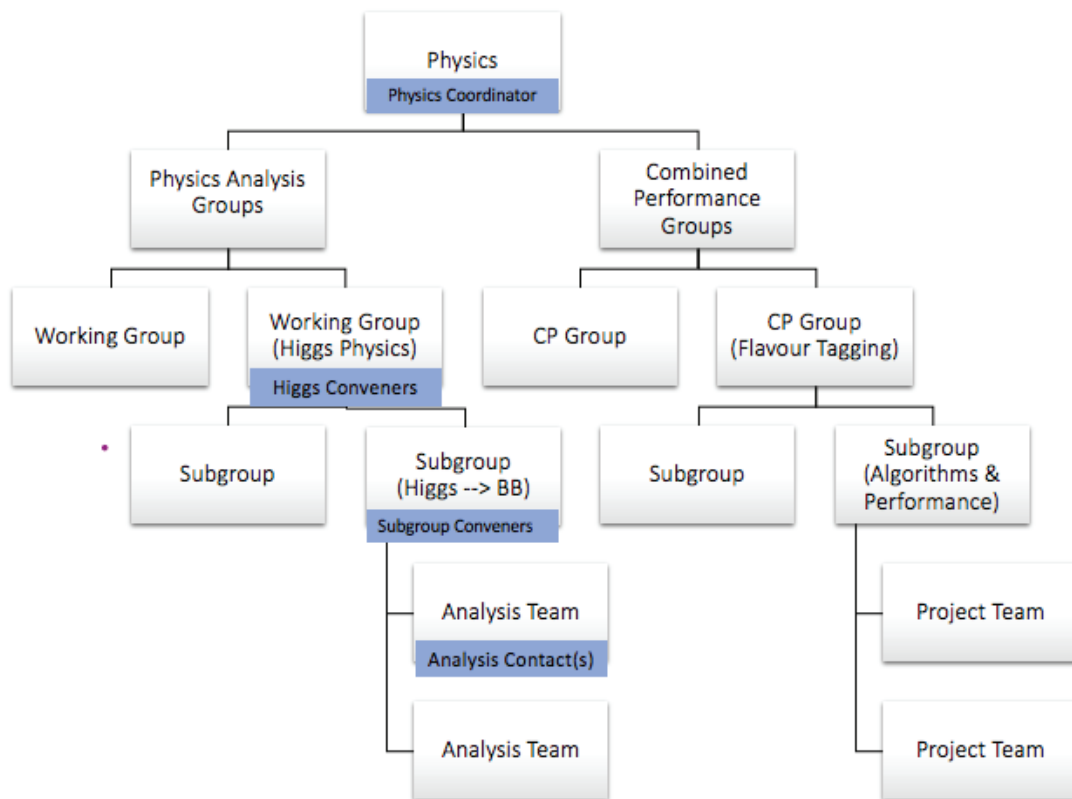 Physics
Physics Coordinator
Physics Analysis
Groups
Combined
Performance
Groups
Working Group
Working Group
(Higgs Physics)
Higgs Conveners
CP Group
CP Group
(Flavour Tagging)
Subgroup
Subgroup
(Higgs --> BB)
Subgroup Conveners
Subgroup
Subgroup
(Algorithms &
Performance)
Analysis Team
Analysis Contact(s)
Project Team
Analysis Team
Project Team